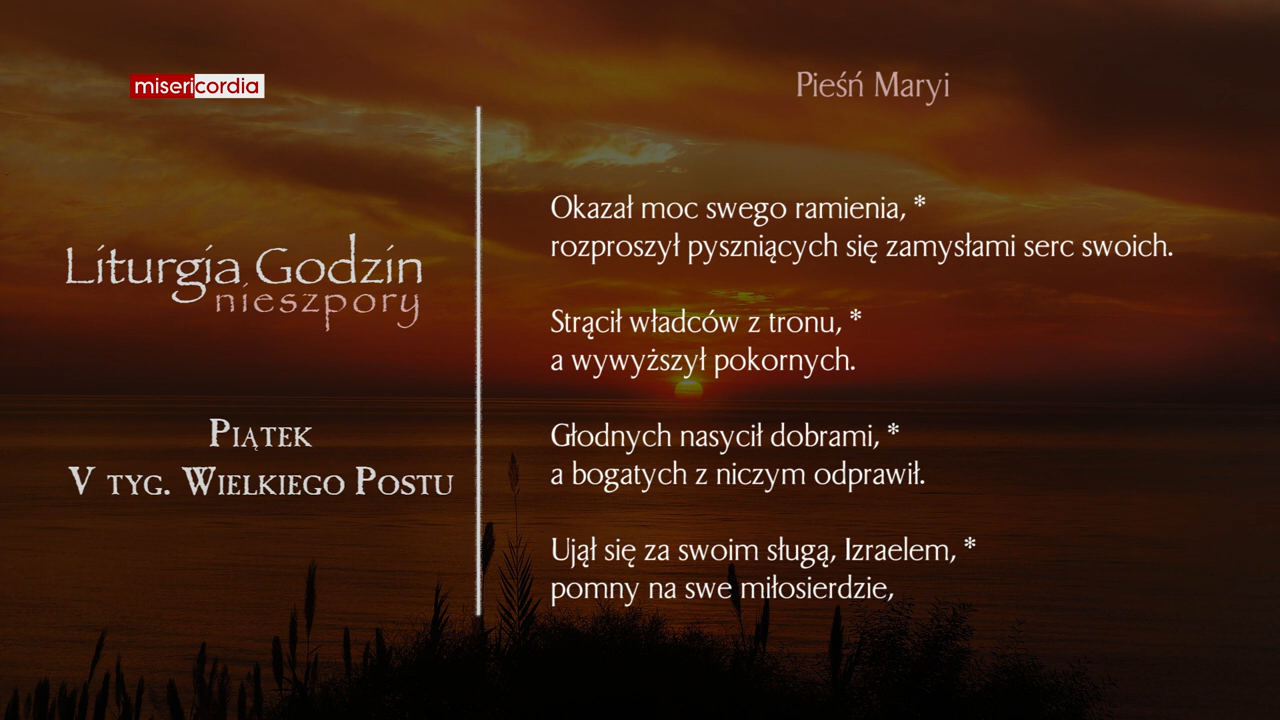 misericordia
Liturgia Godzin
nieszpory
Piątek
V tyg. Wielkiego Postu
Pieśń Maryi
Okazał moc swego ramienia, *
rozproszył pyszniących się zamysłami serc swoich.
Strącił władców z tronu, *
a wywyższył pokornych.
Głodnych nasycił dobrami, *
a bogatych z niczym odprawił.
Ujął się za swoim sługą, Izraelem, *
pomny na swe miłosierdzie,